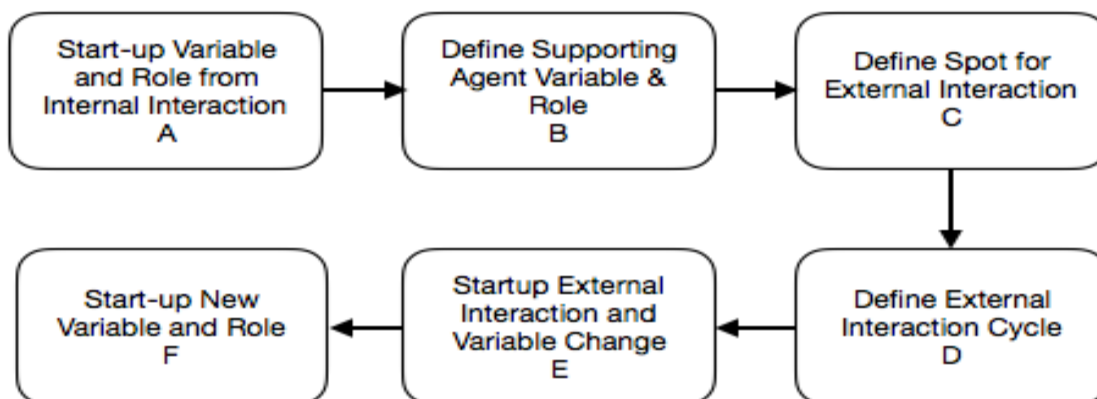 Start-up Variable
and Role from
Internal Interaction
A
Define Supporting
Agent Variable &
Role
B
Define Spot for
External Interaction
C
Define External
Interaction Cycle
D
Startup External
Interaction and
Variable Change
E
Start-up New
Variable and Role
F